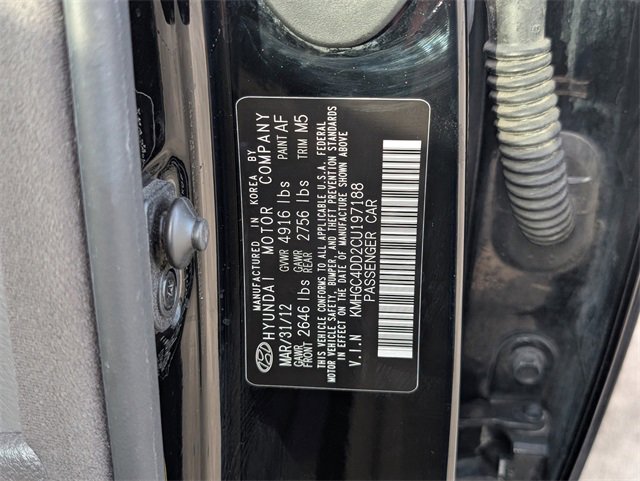 MANUFACTURED IN KOREA BY
HYUNDAI MOTOR COMPANY
MAR/31/12 GVWR 4916 lbs PAINT AF
GAWR FRONT 2646 lbs GAWR REAR 2756 lbs TRIM M5
THIS VEHICLE CONFORMS TO ALL APPLICABLE U.S.A. FEDERAL
MOTOR VEHICLE SAFETY, BUMPER, AND THEFT PREVENTION STANDARDS
IN EFFECT ON THE DATE OF MANUFACTURE SHOWN ABOVE
V.I.N KMHGC4DD2CU197188
PASSENGER CAR